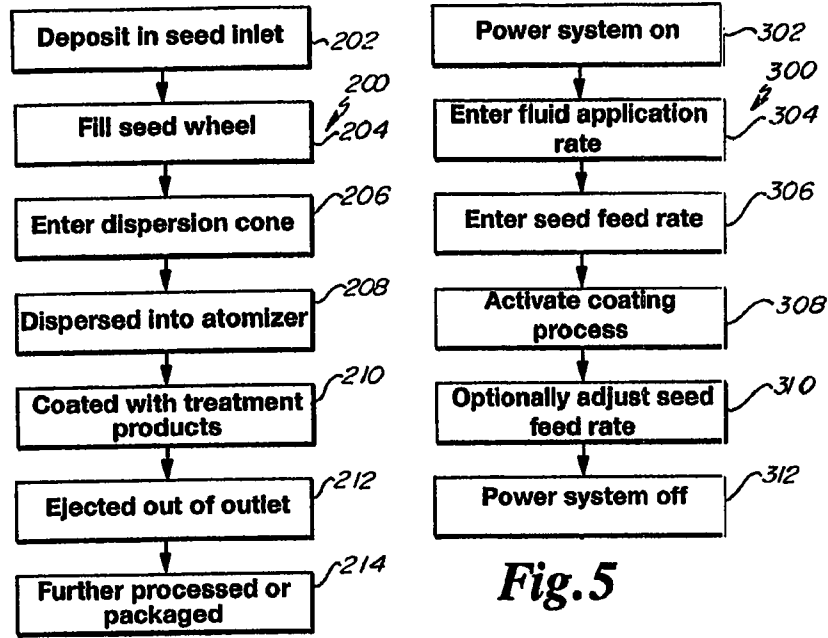 Deposit in seed inlet
202
200
Fill seed wheel
204
Enter dispersion cone
206
Dispersed into atomizer
208
Coated with treatment
products
210
Ejected out of outlet
212
Further processed or
packaged
214
Power system on
302
300
Enter fluid application
rate
304
Enter seed feed rate
306
Activate coating
process
308
Optionally adjust seed
feed rate
310
Power system off
312
Fig. 5